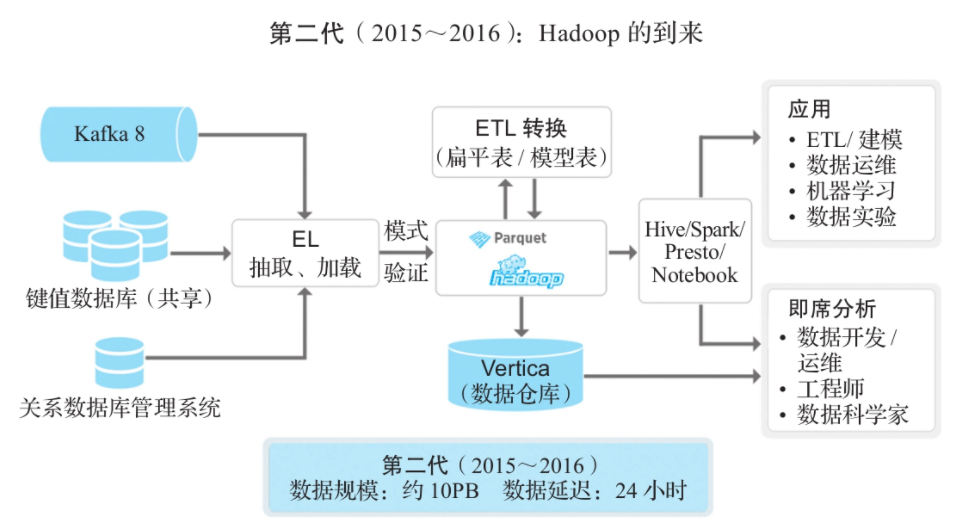 第二代（2015～2016）：Hadoop 的到来
Kafka 8
键值数据库（共享）
关系数据库管理系统
EL
抽取、加载
模式
验证
ETL 转换
（扁平表 / 模型表）
Parquet
hadoop
Vertica
（数据仓库）
Hive/Spark/
Presto/
Notebook
应用
• ETL/ 建模
• 数据运维
• 机器学习
• 数据实验
即席分析
• 数据开发 /
运维
• 工程师
• 数据科学家
第二代（2015～2016）
数据规模：约 10PB 数据延迟：24 小时